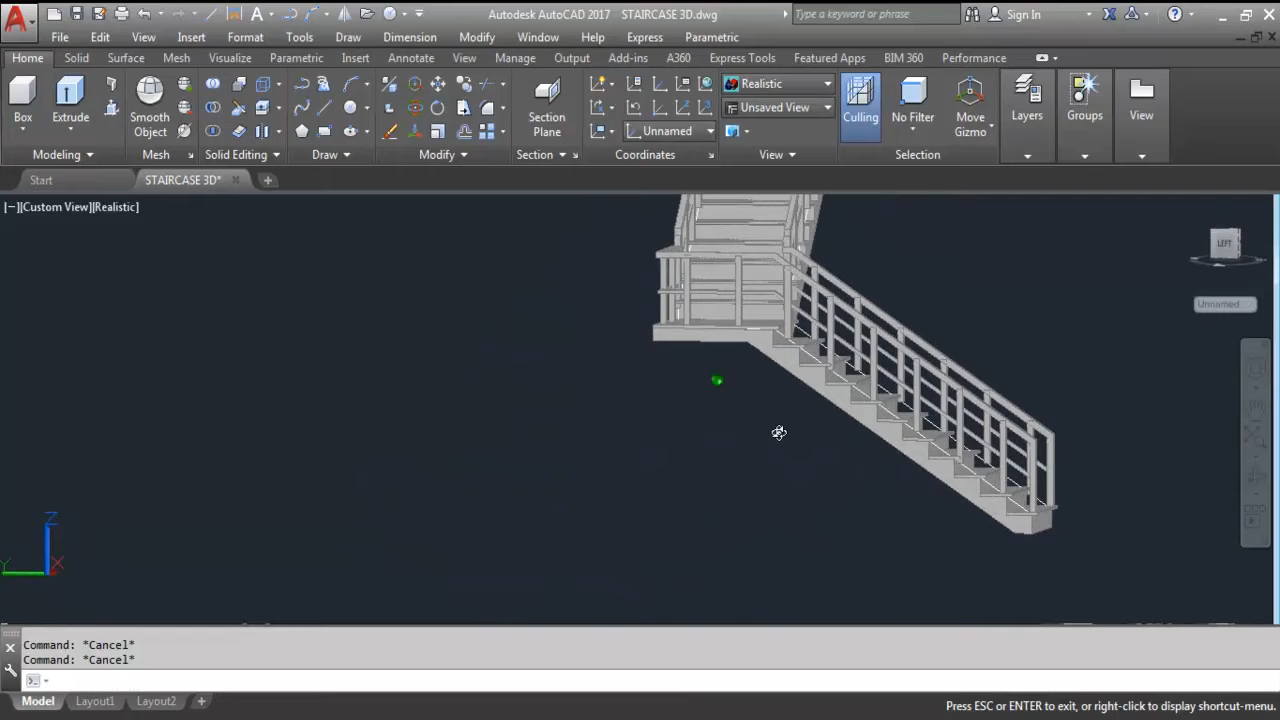 Autodesk AutoCAD 2017 STAIRCASE 3D.dwg
Type a keyword or phrase
Sign In
File Edit View Insert Format Tools Draw Dimension Modify Window Help Express Parametric
Home Solid Surface Mesh Visualize Parametric Insert Annotate View Manage Output Add-ins A360 Express Tools Featured Apps BIM 360 Performance
Realistic
Unsaved View
Unnamed
Box
Extrude
Smooth
Object
Section
Plane
Culling
No Filter
Move
Gizmo
Layers
Groups
View
Modeling Mesh Solid Editing Draw Modify Section Coordinates View Selection
Start STAIRCASE 3D*
[−][Custom View][Realistic]
LEFT
Unnamed
Z
Y X
Command: *Cancel*
Command: *Cancel*
Model Layout1 Layout2
Press ESC or ENTER to exit, or right-click to display shortcut-menu.